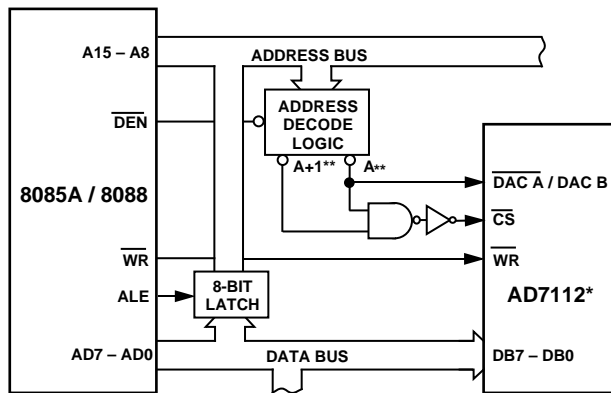 A15 – A8
ADDRESS BUS
ADDRESS
DECODE
LOGIC
DEN
A+1**
A**
8085A / 8088
DAC A / DAC B
CS
WR
WR
8-BIT
LATCH
ALE
AD7112*
AD7 – AD0
DATA BUS
DB7 – DB0